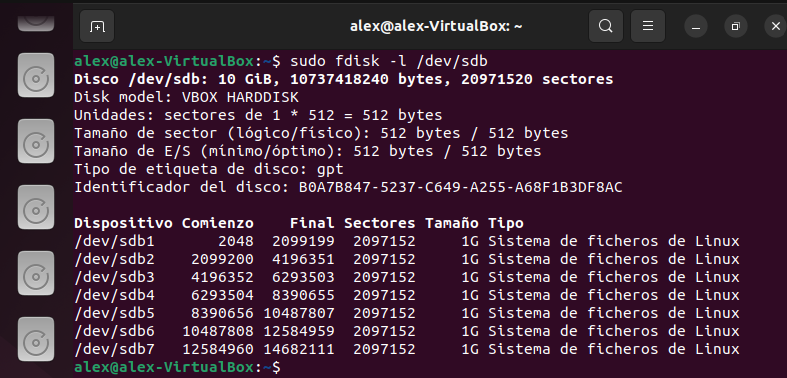 alex@alex-VirtualBox: ~
alex@alex-VirtualBox:~$ sudo fdisk -l /dev/sdb
Disco /dev/sdb: 10 GiB, 10737418240 bytes, 20971520 sectores
Disk model: VBOX HARDDISK
Unidades: sectores de 1 * 512 = 512 bytes
Tamaño de sector (lógico/físico): 512 bytes / 512 bytes
Tamaño de E/S (mínimo/óptimo): 512 bytes / 512 bytes
Tipo de etiqueta de disco: gpt
Identificador del disco: B0A7B847-5237-C649-A255-A68F1B3DF8AC
Dispositivo Comienzo    Final Sectores Tamaño Tipo
/dev/sdb1       2048  2099199  2097152     1G Sistema de ficheros de Linux
/dev/sdb2    2099200  4196351  2097152     1G Sistema de ficheros de Linux
/dev/sdb3    4196352  6293503  2097152     1G Sistema de ficheros de Linux
/dev/sdb4    6293504  8390655  2097152     1G Sistema de ficheros de Linux
/dev/sdb5    8390656 10487807  2097152     1G Sistema de ficheros de Linux
/dev/sdb6   10487808 12584959  2097152     1G Sistema de ficheros de Linux
/dev/sdb7   12584960 14682111  2097152     1G Sistema de ficheros de Linux
alex@alex-VirtualBox:~$